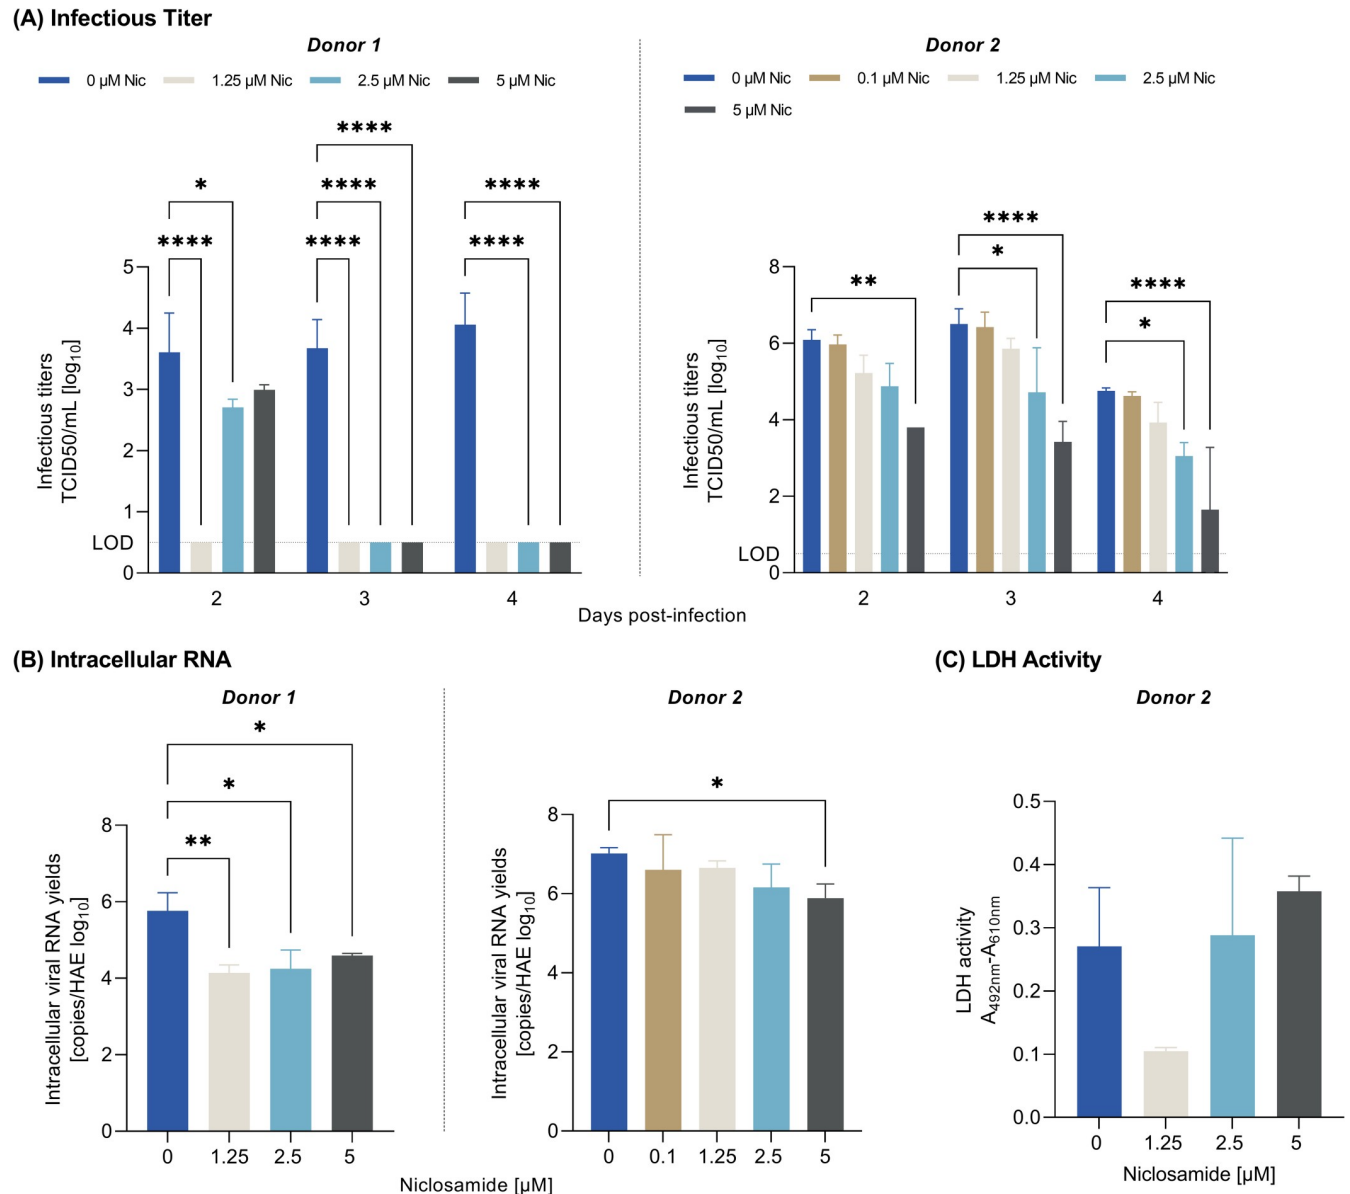 (A) Infectious Titer
Donor 1
0 µM Nic 1.25 µM Nic 2.5 µM Nic 5 µM Nic
****
* **** ****
**** **** ****
5
4
3
2
1
LOD
0
Infectious titers
TCID50/mL [log10]
2 3 4
Donor 2
0 µM Nic 0.1 µM Nic 1.25 µM Nic 2.5 µM Nic
5 µM Nic
****
** * ****
*
8
6
4
2
LOD
0
Infectious titers
TCID50/mL [log10]
2 3 4
Days post-infection
(B) Intracellular RNA
Donor 1
*
*
**
8
6
4
2
0
Intracellular viral RNA yields
[copies/HAE log10]
0 1.25 2.5 5
Donor 2
*
8
6
4
2
0
Intracellular viral RNA yields
[copies/HAE log10]
0 0.1 1.25 2.5 5
Niclosamide [µM]
(C) LDH Activity
Donor 2
0.5
0.4
0.3
0.2
0.1
0.0
LDH activity
A492nm-A610nm
0 1.25 2.5 5
Niclosamide [µM]